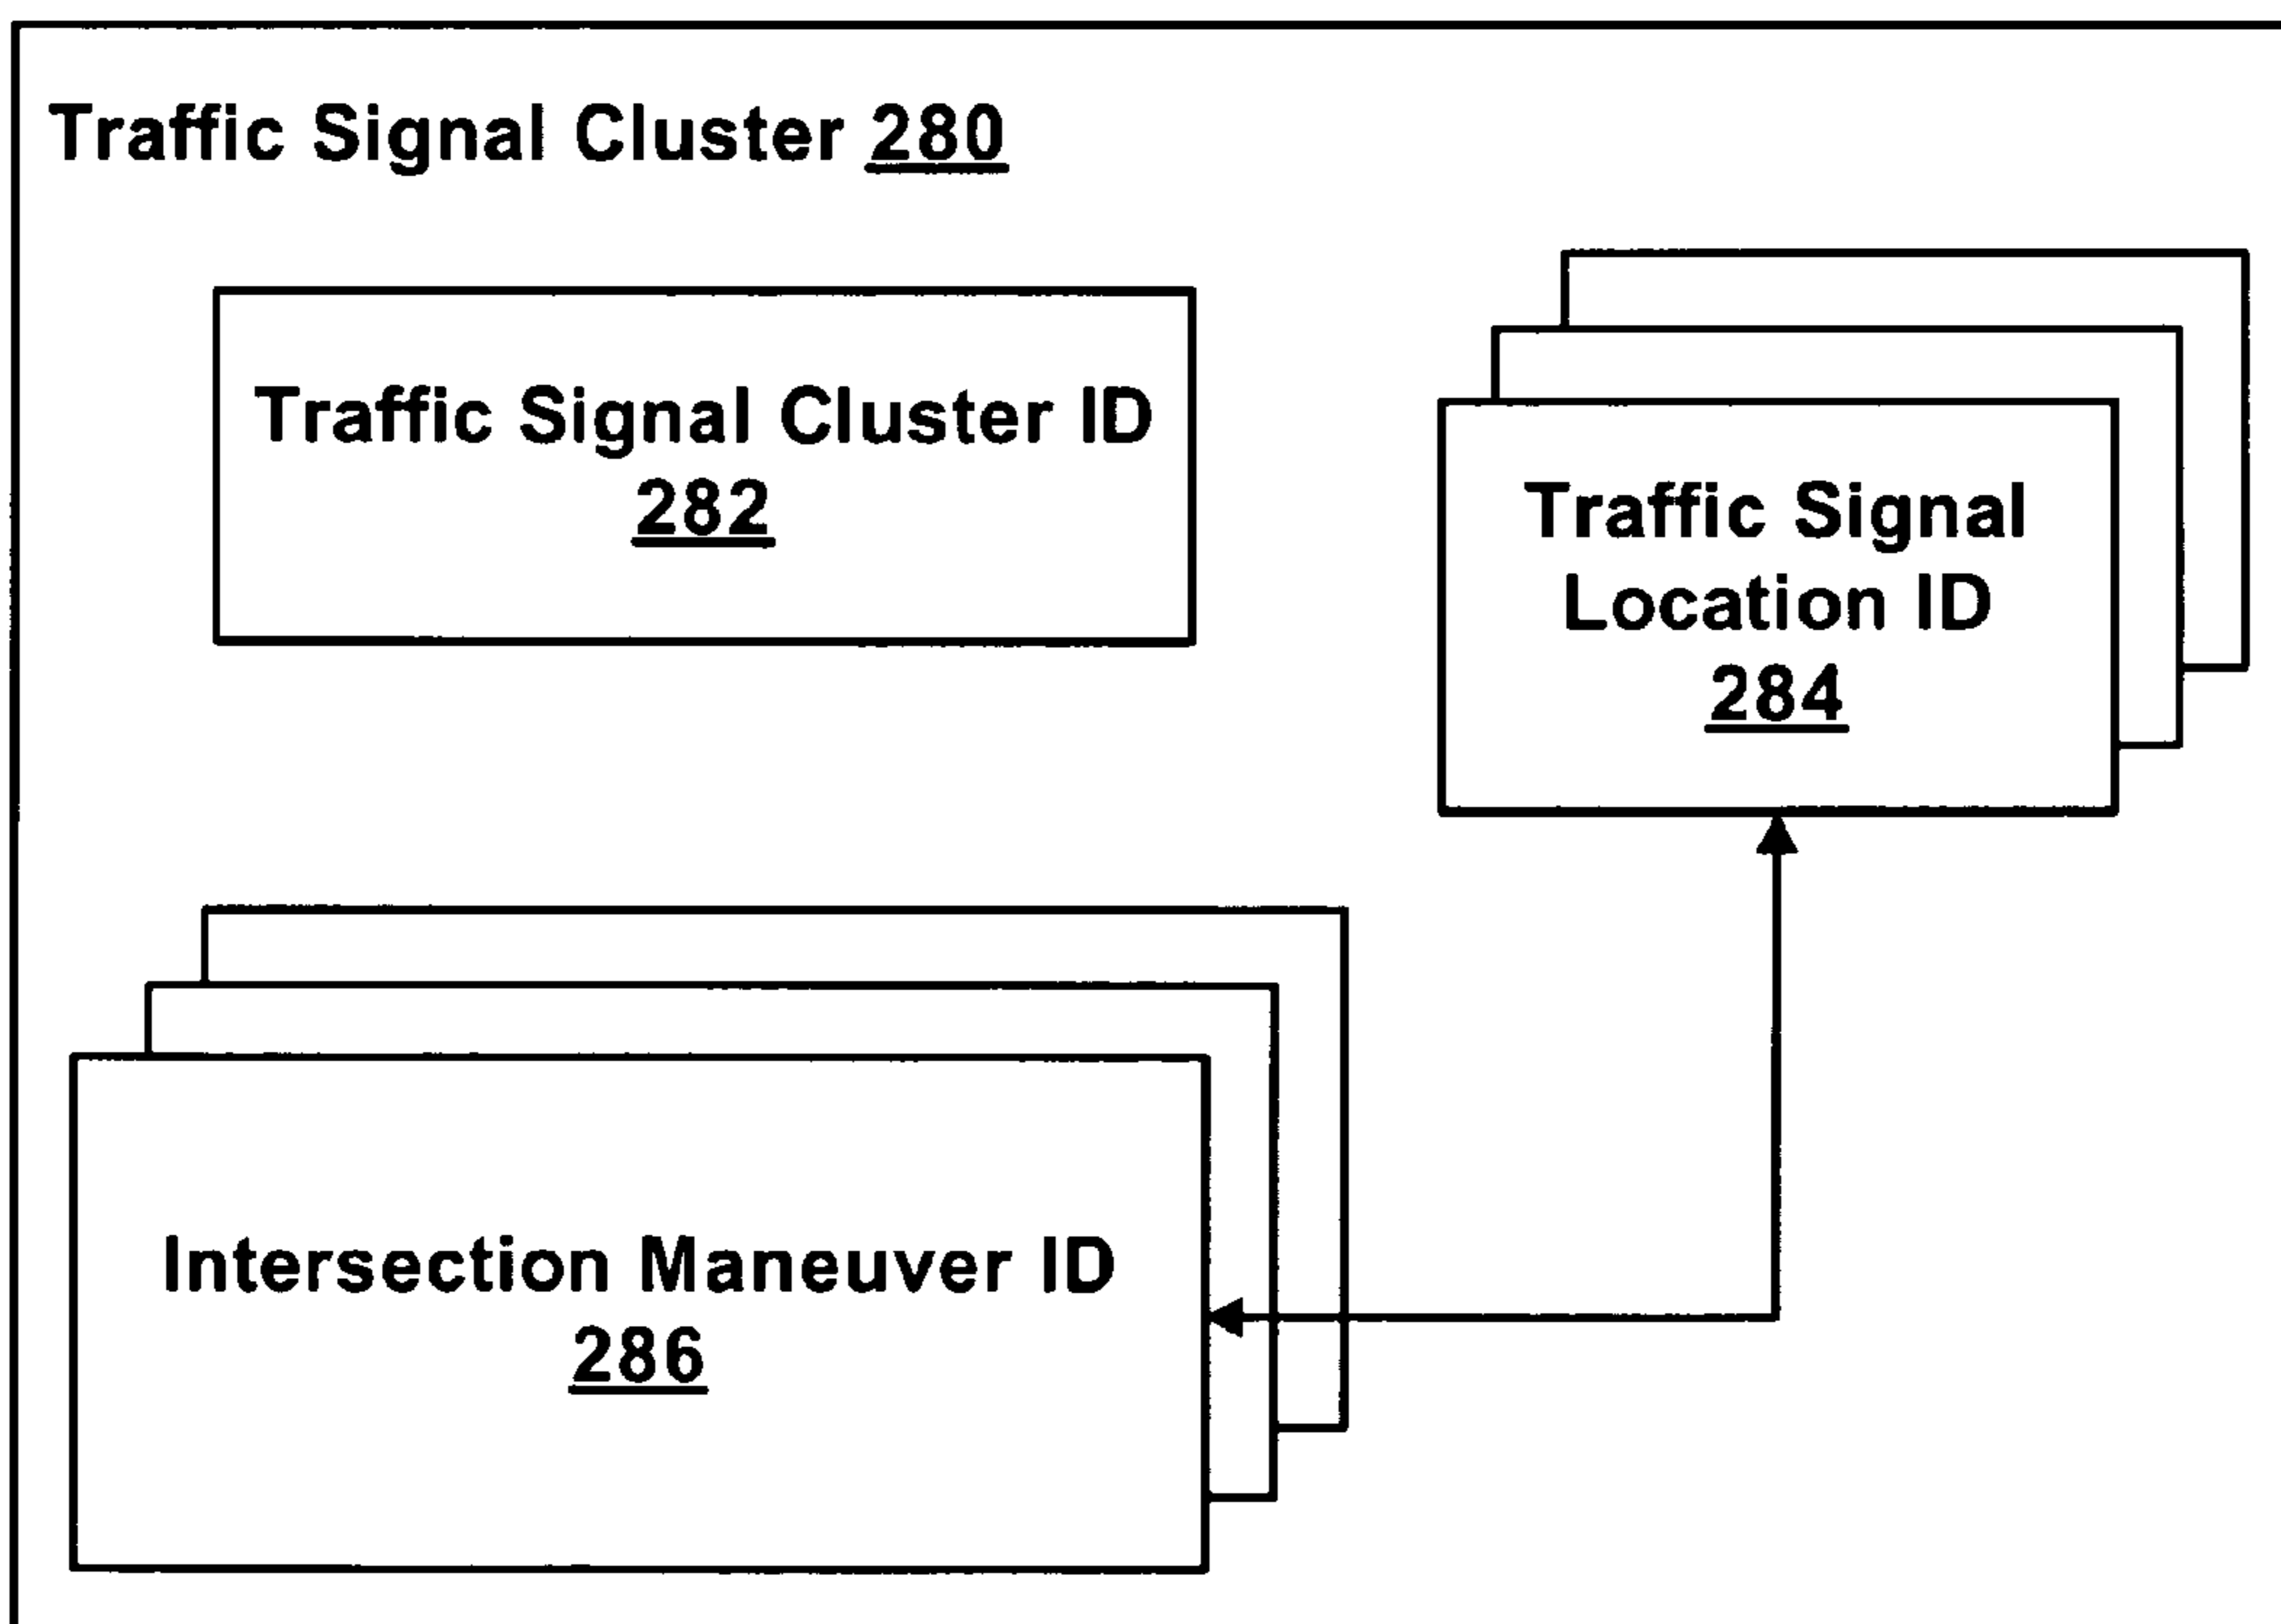 Traffic Signal Cluster 280
Traffic Signal Cluster ID
282
Traffic Signal
Location ID
284
Intersection Maneuver ID
286